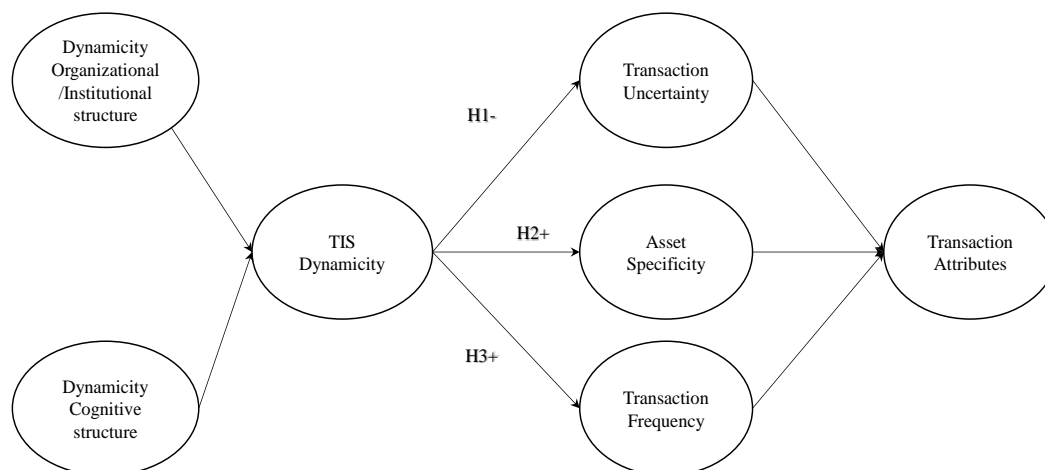 Dynamicity
Organizational
/Institutional
structure
Transaction
Uncertainty
H1-
TIS
Dynamicity
H2+
Asset
Specificity
Transaction
Attributes
H3+
Dynamicity
Cognitive
structure
Transaction
Frequency